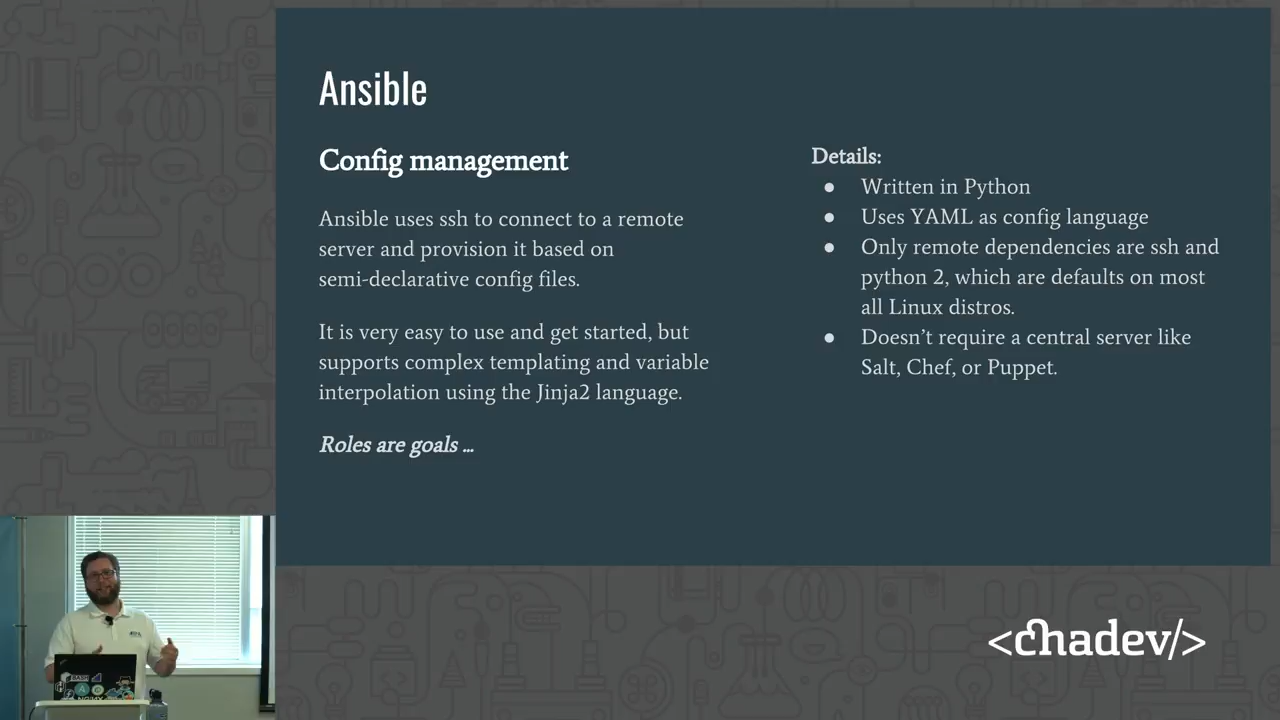 Ansible
Config management
Ansible uses ssh to connect to a remote
server and provision it based on
semi-declarative config files.
It is very easy to use and get started, but
supports complex templating and variable
interpolation using the Jinja2 language.
Roles are goals ...
Details:
● Written in Python
● Uses YAML as config language
● Only remote dependencies are ssh and
python 2, which are defaults on most
all Linux distros.
● Doesn’t require a central server like
Salt, Chef, or Puppet.
<chadev/>
BASH
NGINX